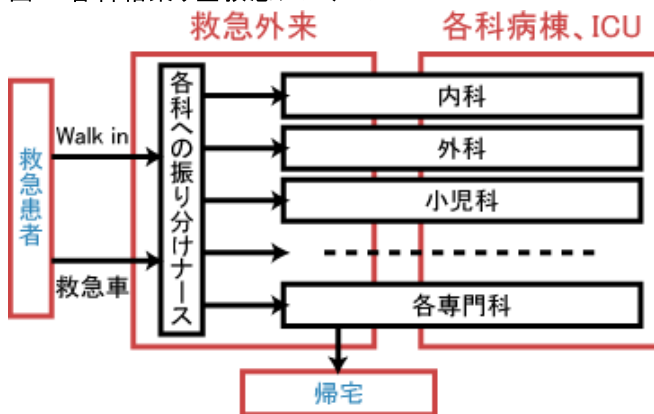 救急外来
各科病棟、ICU
救急患者
Walk in
救急車
各科への振り分けナース
内科
外科
小児科
各専門科
帰宅